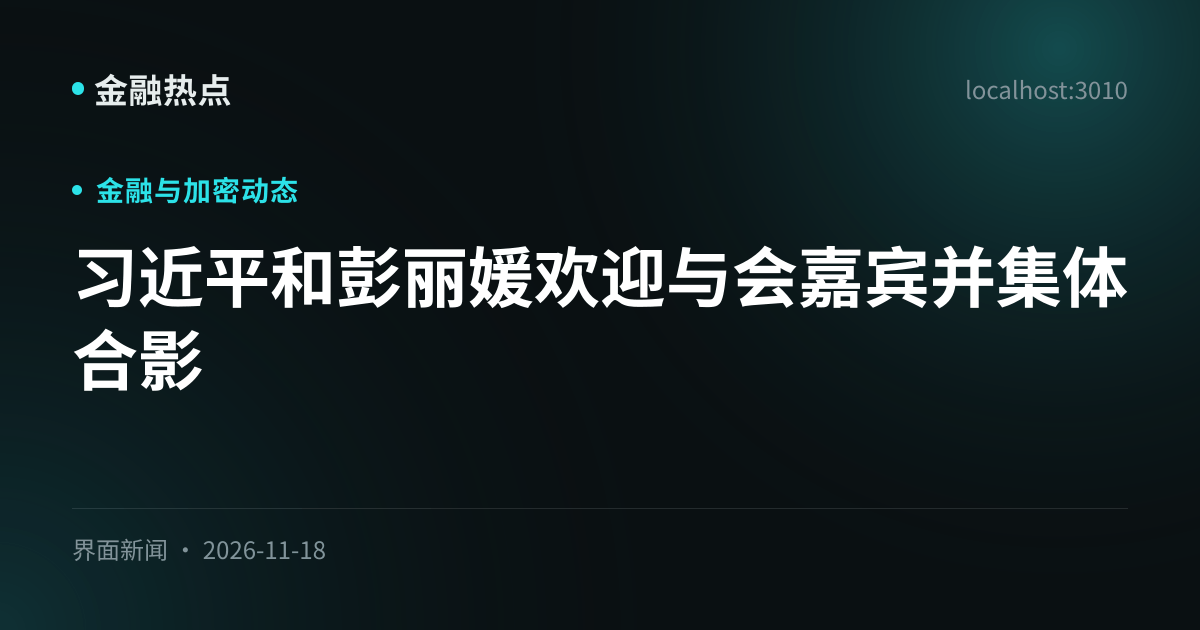 金融热点
localhost:3010
金融与加密动态
习近平和彭丽媛欢迎与会嘉宾并集体
合影
界面新闻 • 2026-11-18